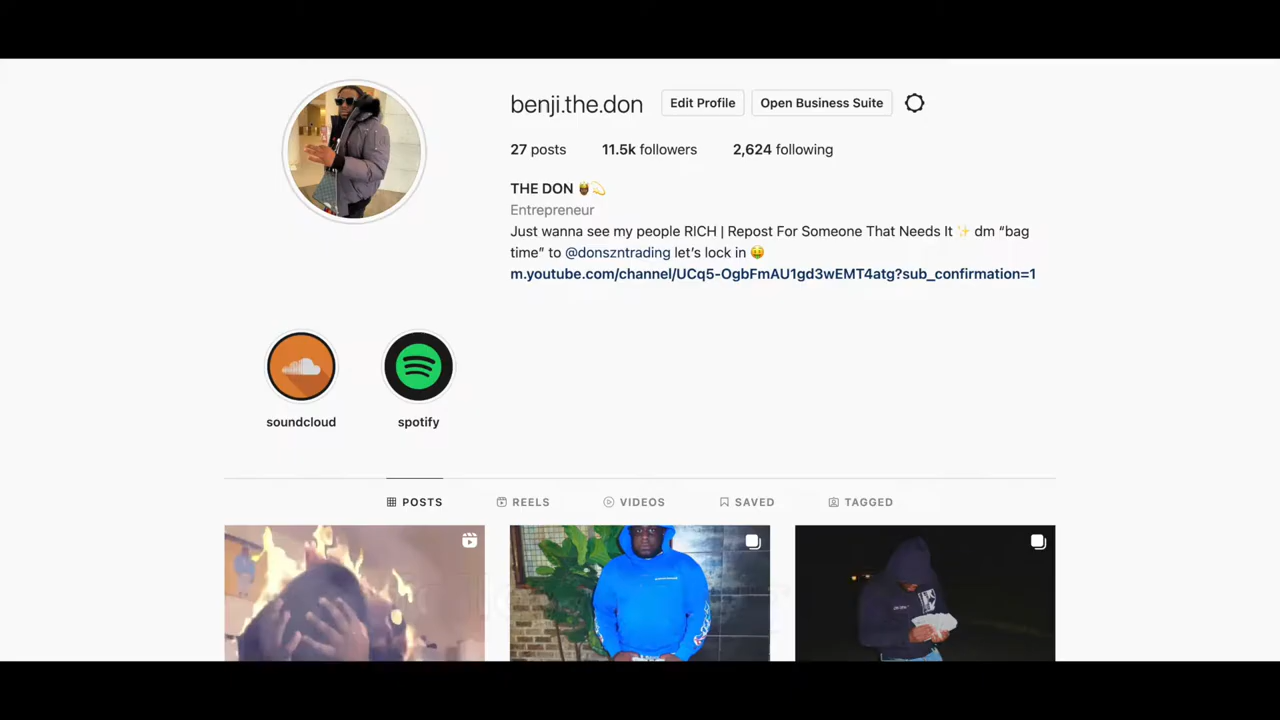 benji.the.don Edit Profile Open Business Suite
27 posts 11.5k followers 2,624 following
THE DON 🤴🏿💫
Entrepreneur
Just wanna see my people RICH | Repost For Someone That Needs It ✨ dm “bag
time” to @donszntrading let’s lock in 🤑
m.youtube.com/channel/UCq5-OgbFmAU1gd3wEMT4atg?sub_confirmation=1
soundcloud spotify
POSTS REELS VIDEOS SAVED TAGGED